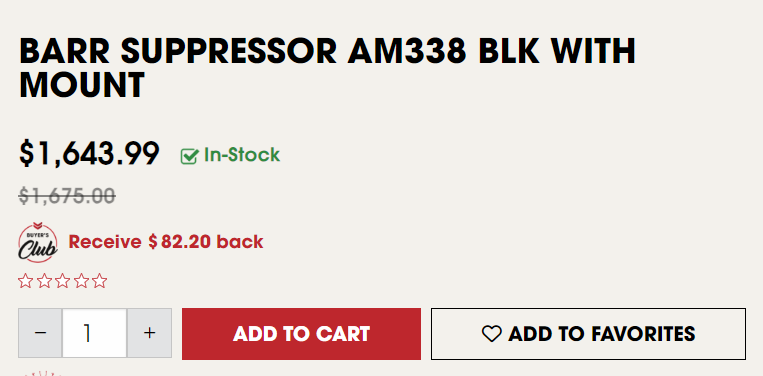 BARR SUPPRESSOR AM338 BLK WITH
MOUNT
$1,643.99 In-Stock
$1,675.00
BUYER'S
Club
Receive $82.20 back
− 1 + ADD TO CART ADD TO FAVORITES